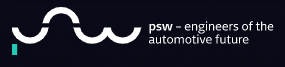 psw – engineers of the
automotive future